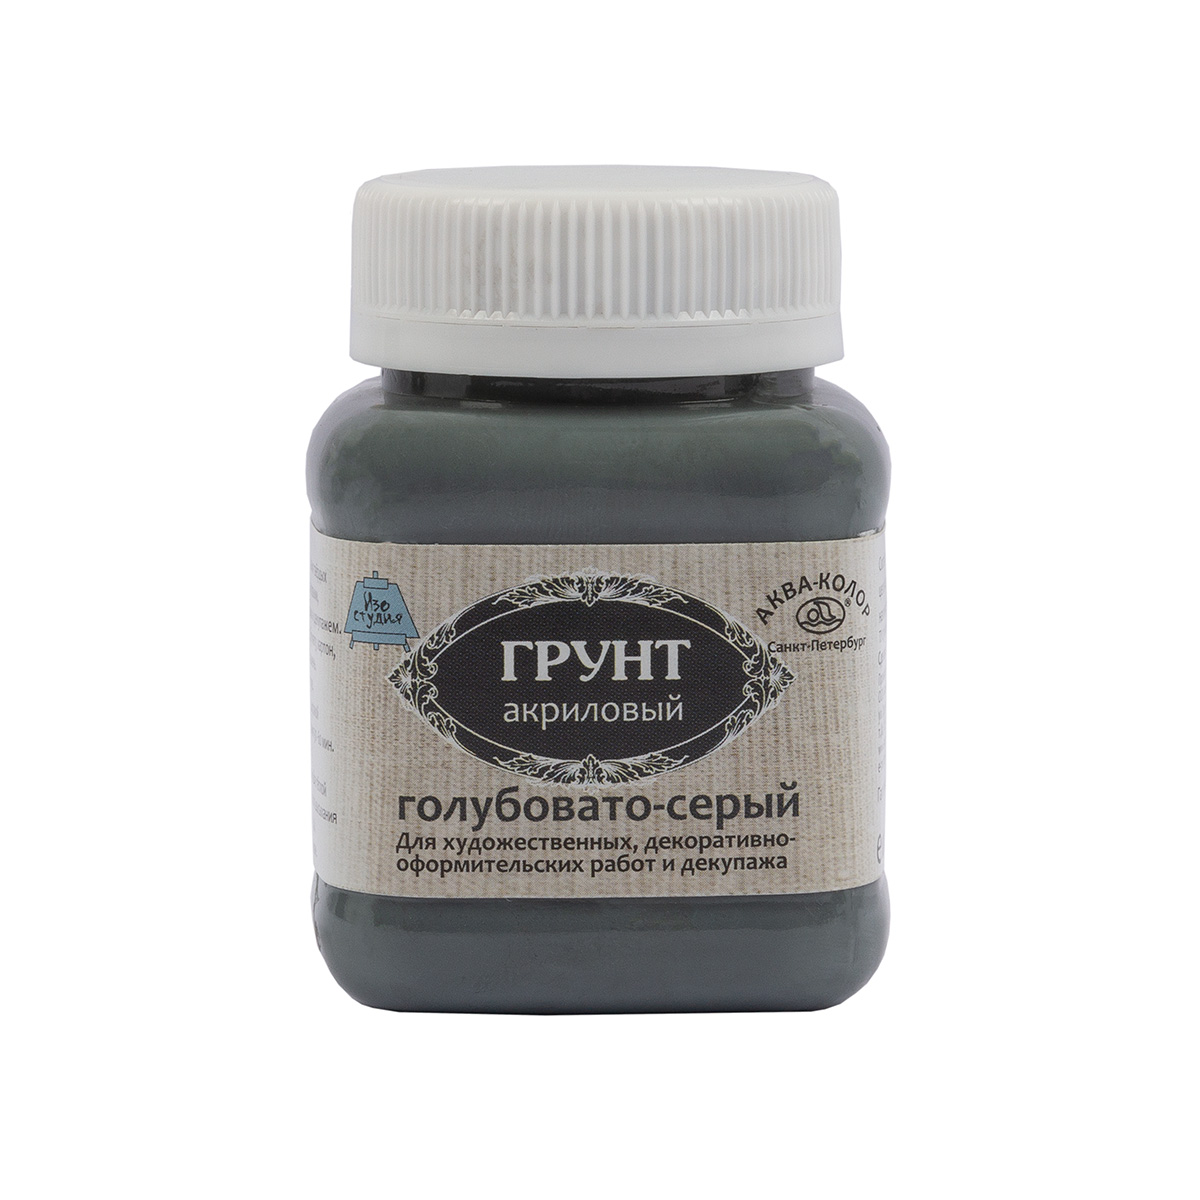 Изо
студия
АКВА-КОЛОР
®
Санкт-Петербург
ГРУНТ
акриловый
голубовато-серый
Для художественных, декоративно-
оформительских работ и декупажа